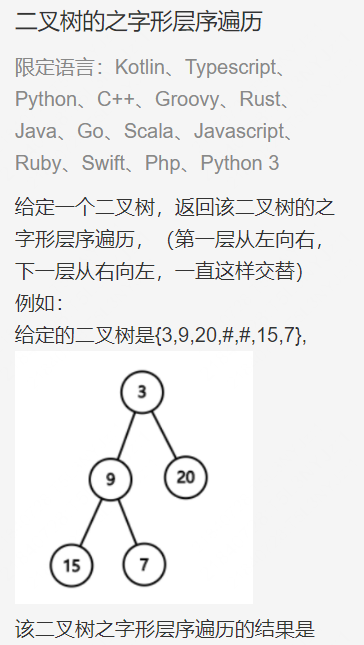 二叉树的之字形层序遍历
限定语言：Kotlin、Typescript、
Python、C++、Groovy、Rust、
Java、Go、Scala、Javascript、
Ruby、Swift、Php、Python 3
给定一个二叉树，返回该二叉树的之
字形层序遍历，（第一层从左向右，
下一层从右向左，一直这样交替）
例如：
给定的二叉树是{3,9,20,#,#,15,7},
3
9 20
15 7
该二叉树之字形层序遍历的结果是